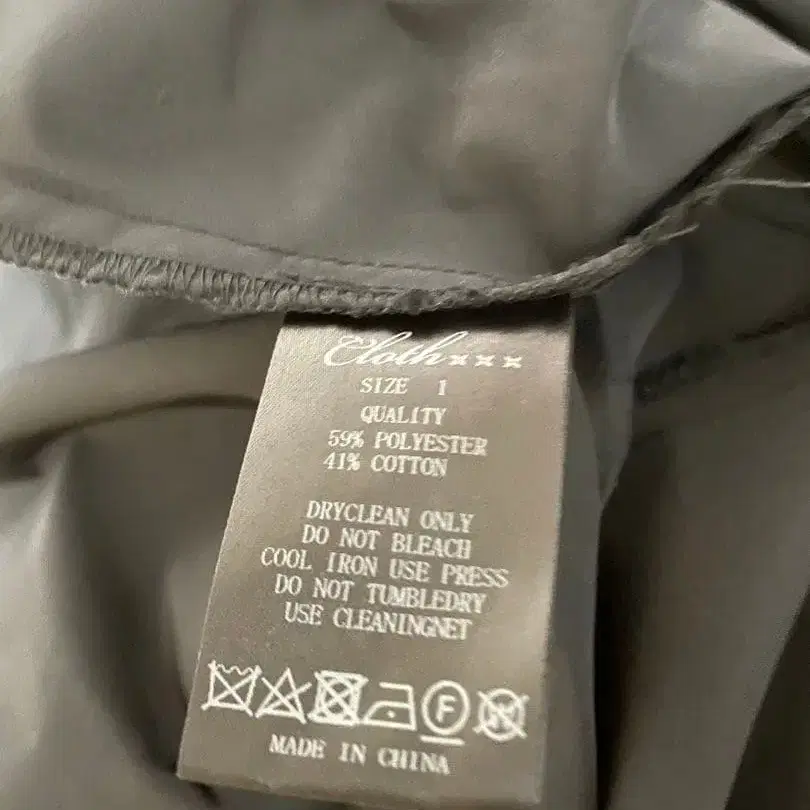 Cloth×××
SIZE 1
QUALITY
59% POLYESTER
41% COTTON
DRYCLEAN ONLY
DO NOT BLEACH
COOL IRON USE PRESS
DO NOT TUMBLEDRY
USE CLEANINGNET
F W
MADE IN CHINA